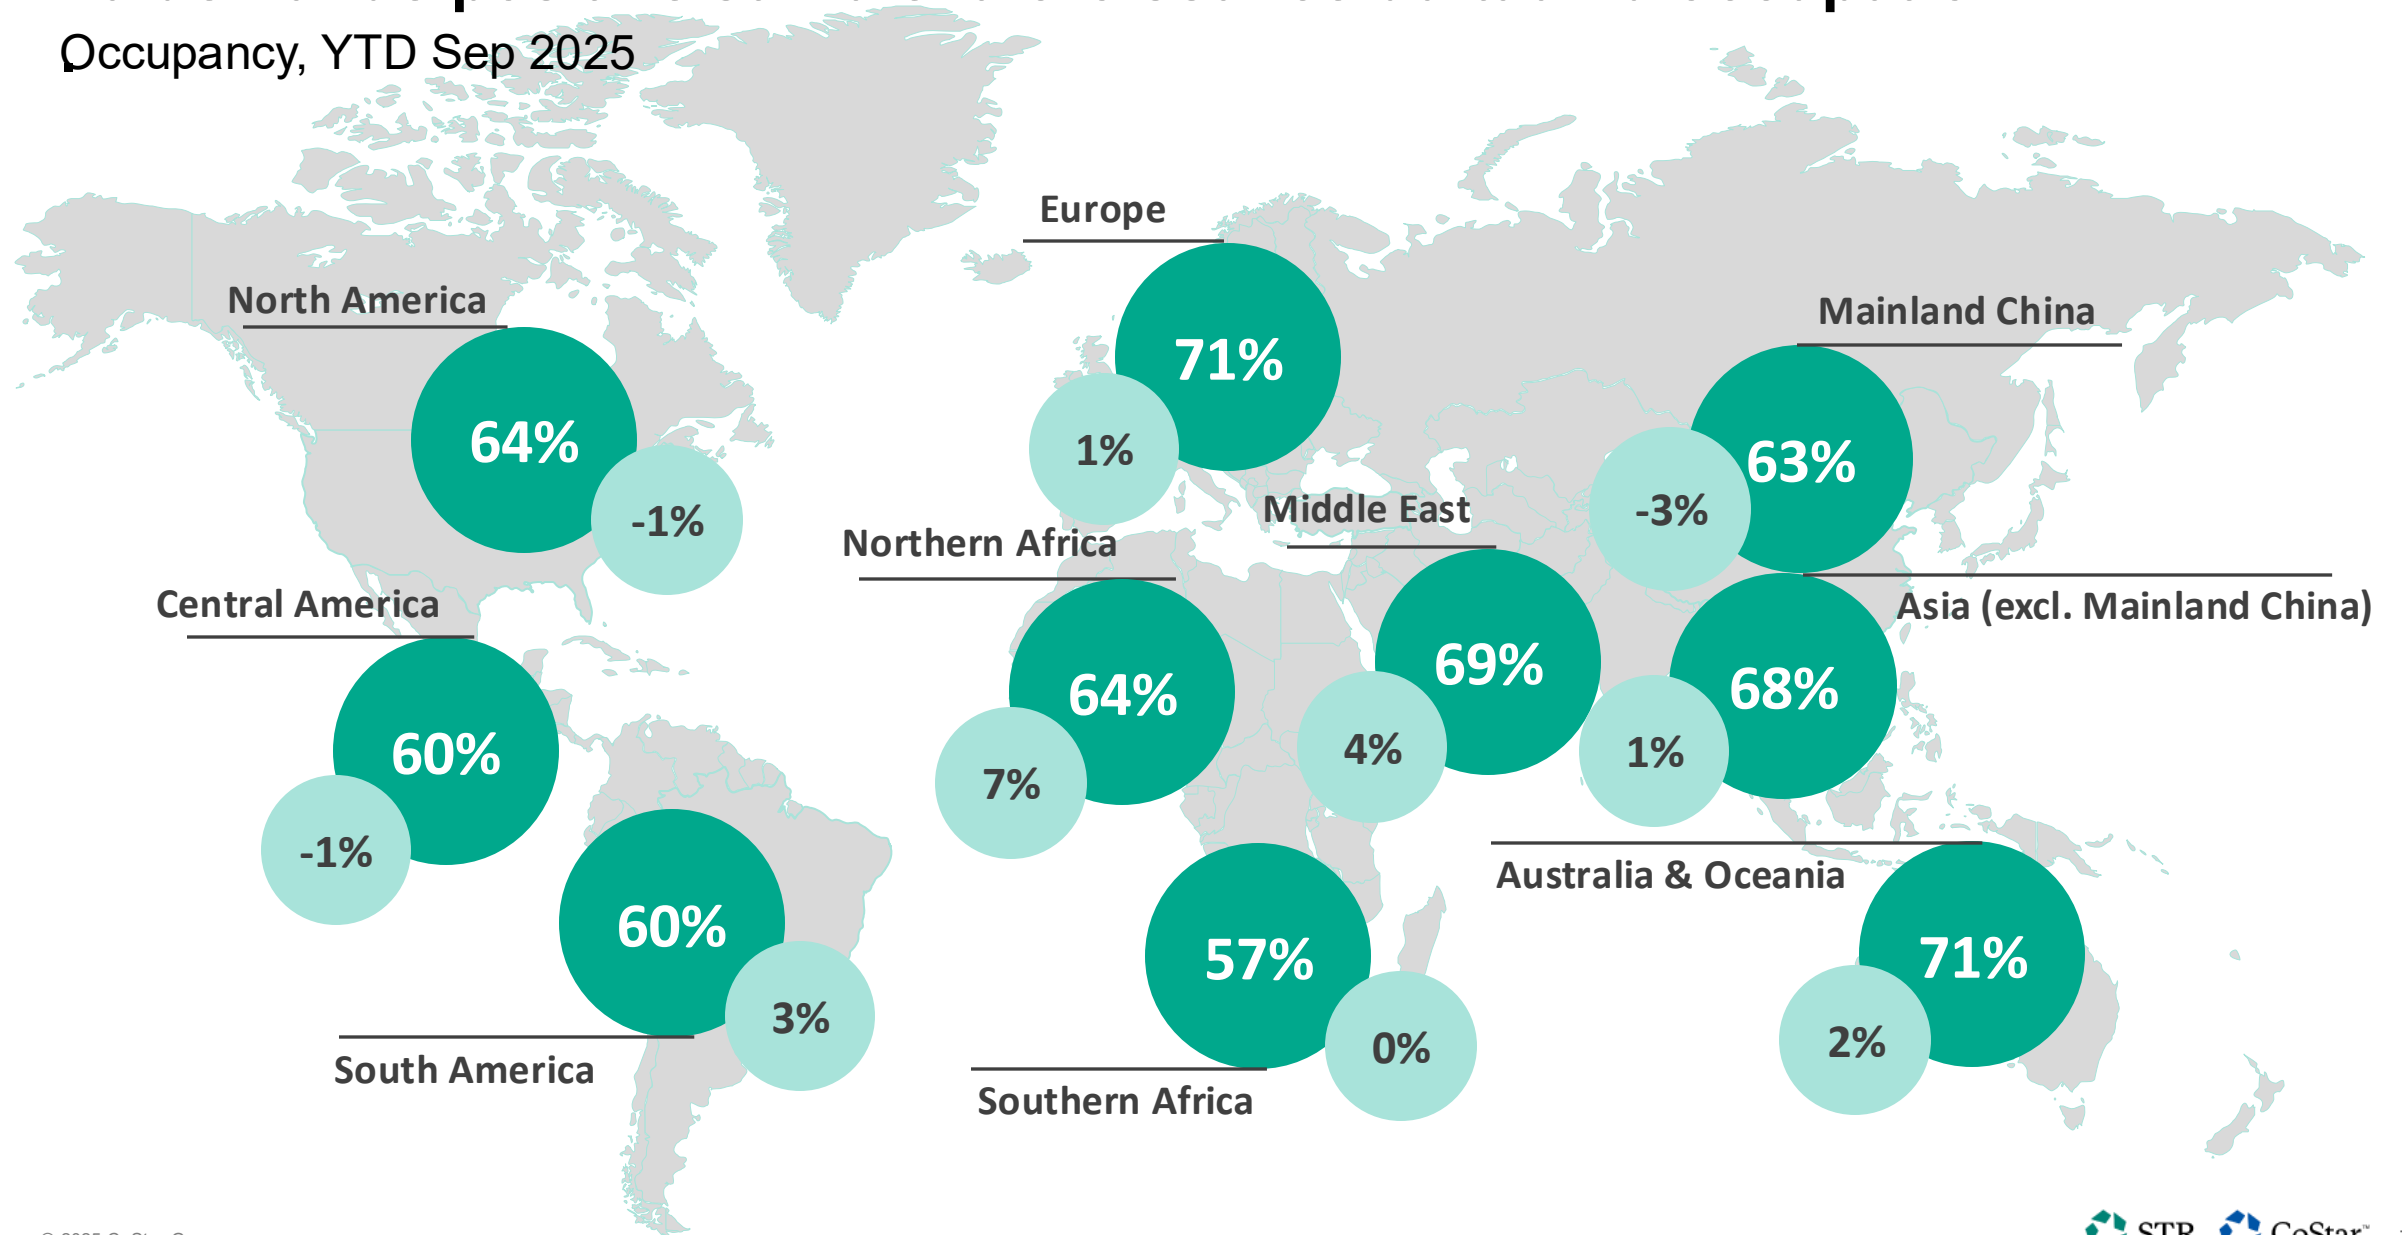 Occupancy, YTD Sep 2025
Europe
71%
1%
North America
64%
-1%
Mainland China
63%
-3%
Middle East
69%
4%
Northern Africa
64%
7%
Central America
60%
-1%
Asia (excl. Mainland China)
68%
1%
60%
3%
South America
57%
0%
Southern Africa
Australia & Oceania
71%
2%
STR
CoStar™